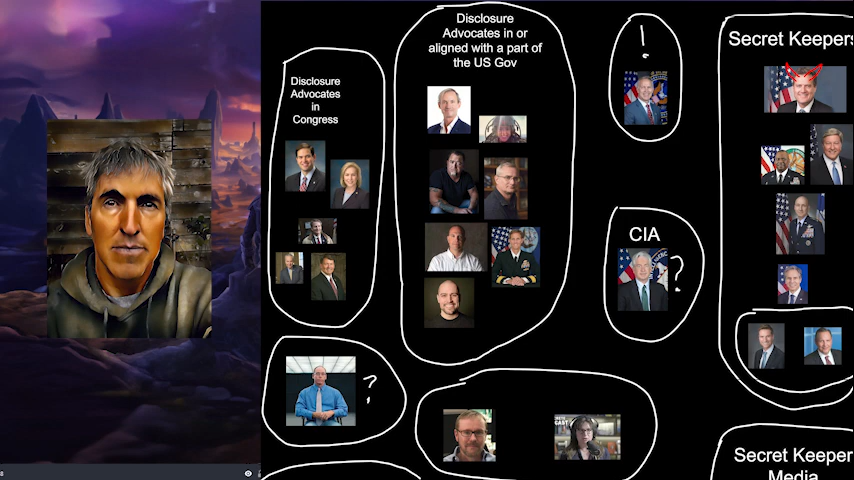 Disclosure
Advocates
in
Congress
Disclosure
Advocates in or
aligned with a part of
the US Gov
!
CIA
?
Secret Keepers
?
CAST
Secret Keeper
Media